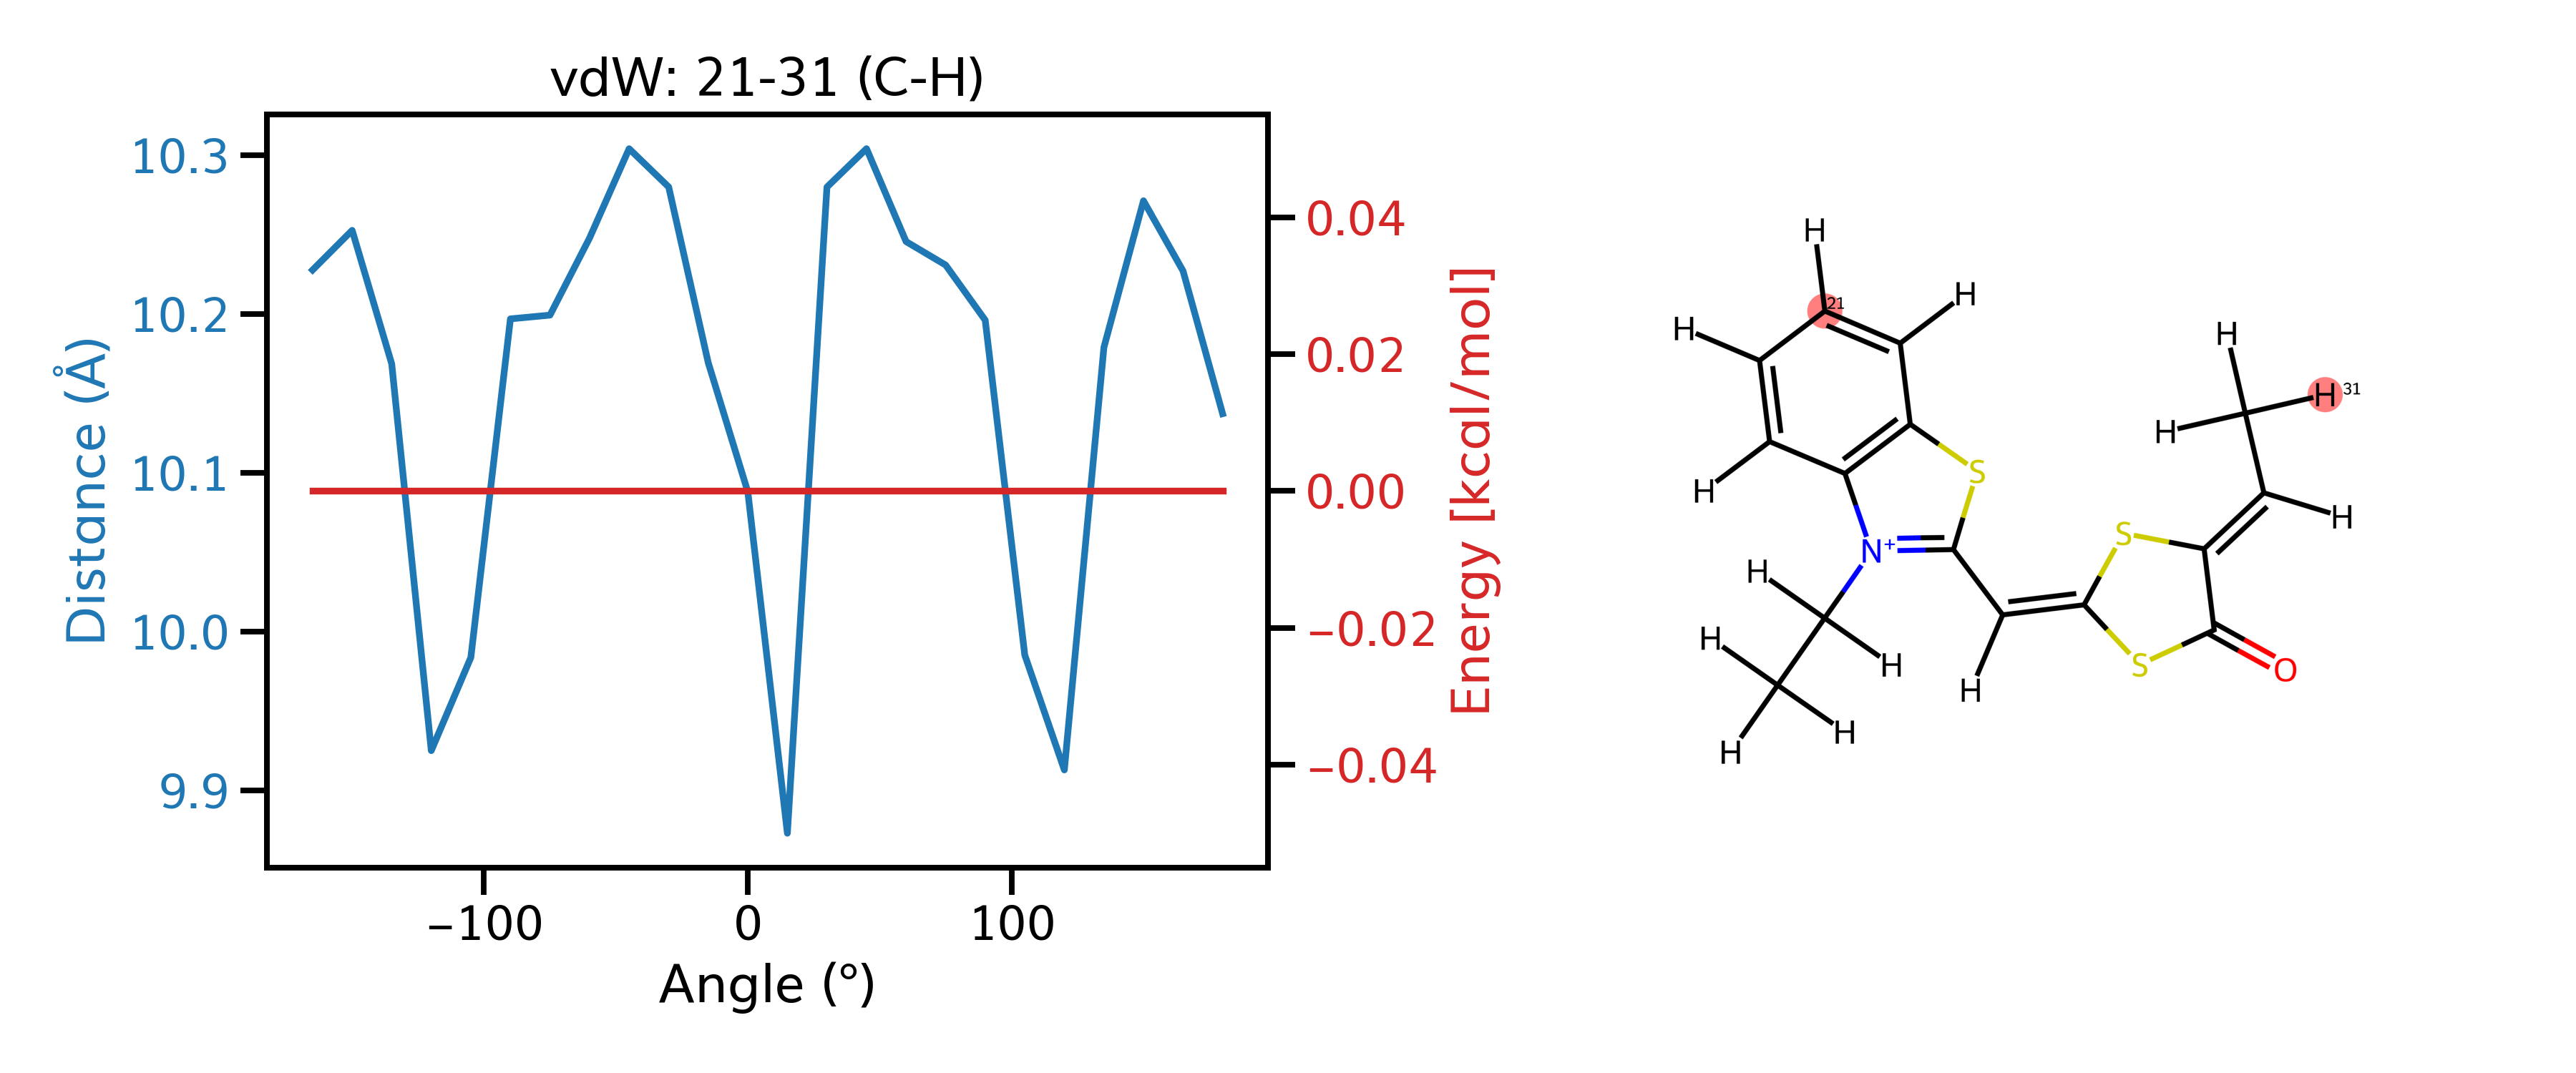 vdW: 21-31 (C-H)
10.3
10.2
10.1
10.0
9.9
Distance (Å)
0.04
0.02
0.00
−0.02
−0.04
Energy [kcal/mol]
−100
0
100
Angle (°)
H
H
21
H
H
H
H 31
H
H
S
S
H
N⁺
H
H
H
H
S
O
H
H
H